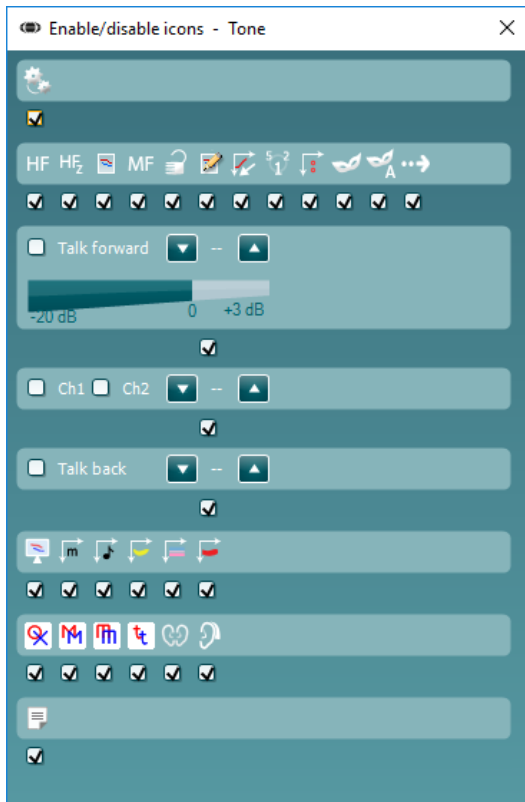 Enable/disable icons - Tone
HF HFz MF 5 1 2 A
Talk forward --
-20 dB 0 +3 dB
Ch1 Ch2 --
Talk back --
m
M M m m t t